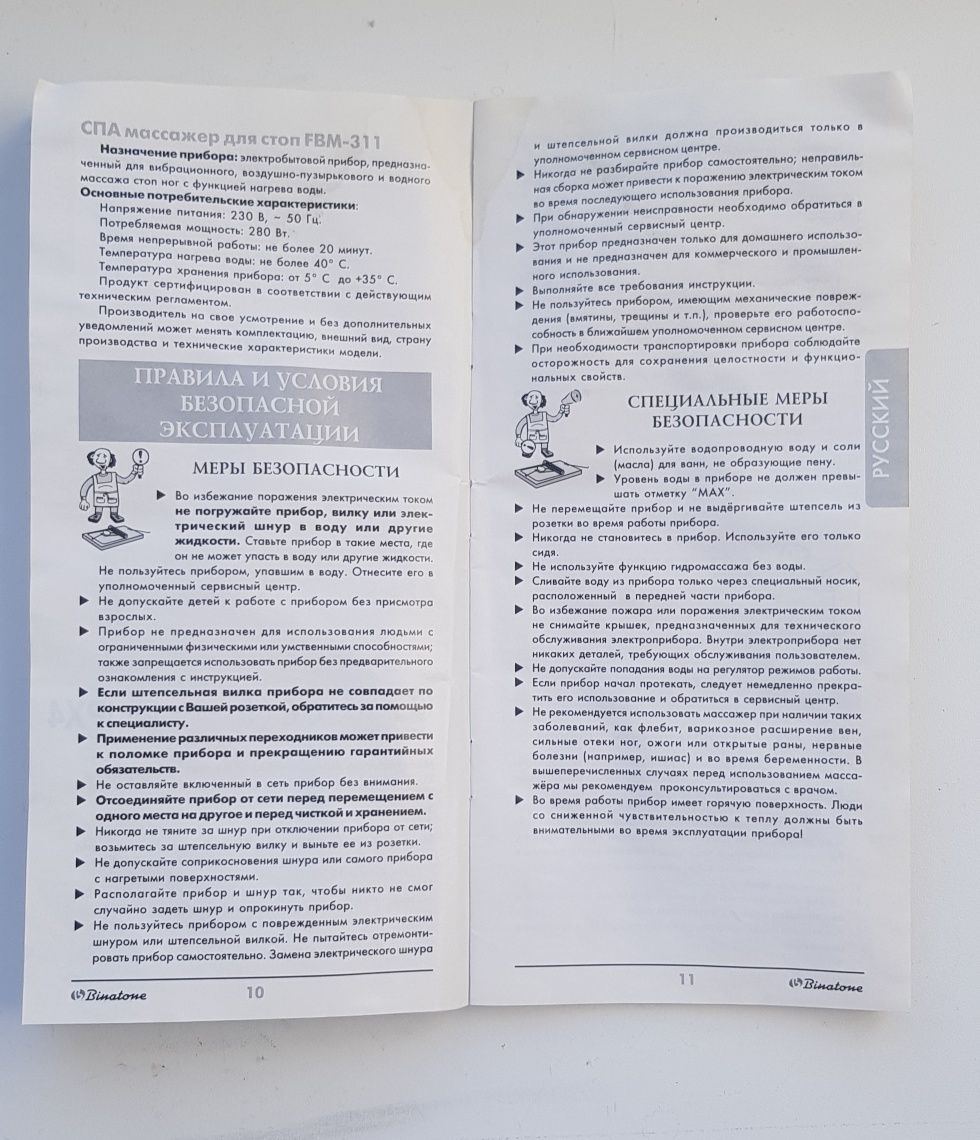 СПА массажер для стоп FBM-311
Назначение прибора: электробытовой прибор, предназна-
ченный для вибрационного, воздушно-пузырькового и водного
массажа стоп ног с функцией нагрева воды.
Основные потребительские характеристики:
Напряжение питания: 230 В, ~ 50 Гц.
Потребляемая мощность: 280 Вт.
Время непрерывной работы: не более 20 минут.
Температура нагрева воды: не более 40° С.
Температура хранения прибора: от 5° С до +35° С.
Продукт сертифицирован в соответствии с действующим
техническим регламентом.
Производитель на свое усмотрение и без дополнительных
уведомлений может менять комплектацию, внешний вид, страну
производства и технические характеристики модели.
ПРАВИЛА И УСЛОВИЯ
БЕЗОПАСНОЙ
ЭКСПЛУАТАЦИИ
МЕРЫ БЕЗОПАСНОСТИ
▶ Во избежание поражения электрическим током
не погружайте прибор, вилку или элек-
трический шнур в воду или другие
жидкости. Ставьте прибор в такие места, где
он не может упасть в воду или другие жидкости.
Не пользуйтесь прибором, упавшим в воду. Отнесите его в
уполномоченный сервисный центр.
▶ Не допускайте детей к работе с прибором без присмотра
взрослых.
▶ Прибор не предназначен для использования людьми с
ограниченными физическими или умственными способностями;
также запрещается использовать прибор без предварительного
ознакомления с инструкцией.
▶ Если штепсельная вилка прибора не совпадает по
конструкции с Вашей розеткой, обратитесь за помощью
к специалисту.
▶ Применение различных переходников может привести
к поломке прибора и прекращению гарантийных
обязательств.
▶ Не оставляйте включенный в сеть прибор без внимания.
▶ Отсоединяйте прибор от сети перед перемещением с
одного места на другое и перед чисткой и хранением.
▶ Никогда не тяните за шнур при отключении прибора от сети;
возьмитесь за штепсельную вилку и выньте ее из розетки.
▶ Не допускайте соприкосновения шнура или самого прибора
с нагретыми поверхностями.
▶ Располагайте прибор и шнур так, чтобы никто не смог
случайно задеть шнур и опрокинуть прибор.
▶ Не пользуйтесь прибором с поврежденным электрическим
шнуром или штепсельной вилкой. Не пытайтесь отремонти-
ровать прибор самостоятельно. Замена электрического шнура
Binatone
10
и штепсельной вилки должна производиться только в
уполномоченном сервисном центре.
▶ Никогда не разбирайте прибор самостоятельно; неправиль-
ная сборка может привести к поражению электрическим током
во время последующего использования прибора.
▶ При обнаружении неисправности необходимо обратиться в
уполномоченный сервисный центр.
▶ Этот прибор предназначен только для домашнего использо-
вания и не предназначен для коммерческого и промышлен-
ного использования.
▶ Выполняйте все требования инструкции.
▶ Не пользуйтесь прибором, имеющим механические повреж-
дения (вмятины, трещины и т.п.), проверьте его работоспо-
собность в ближайшем уполномоченном сервисном центре.
▶ При необходимости транспортировки прибора соблюдайте
осторожность для сохранения целостности и функцио-
нальных свойств.
СПЕЦИАЛЬНЫЕ МЕРЫ
БЕЗОПАСНОСТИ
▶ Используйте водопроводную воду и соли
(масла) для ванн, не образующие пену.
▶ Уровень воды в приборе не должен превы-
шать отметку “MAX”.
▶ Не перемещайте прибор и не выдёргивайте штепсель из
розетки во время работы прибора.
▶ Никогда не становитесь в прибор. Используйте его только
сидя.
▶ Не используйте функцию гидромассажа без воды.
▶ Сливайте воду из прибора только через специальный носик,
расположенный в передней части прибора.
▶ Во избежание пожара или поражения электрическим током
не снимайте крышек, предназначенных для технического
обслуживания электроприбора. Внутри электроприбора нет
никаких деталей, требующих обслуживания пользователем.
▶ Не допускайте попадания воды на регулятор режимов работы.
▶ Если прибор начал протекать, следует немедленно прекра-
тить его использование и обратиться в сервисный центр.
▶ Не рекомендуется использовать массажер при наличии таких
заболеваний, как флебит, варикозное расширение вен,
сильные отеки ног, ожоги или открытые раны, нервные
болезни (например, ишиас) и во время беременности. В
вышеперечисленных случаях перед использованием масса-
жёра мы рекомендуем проконсультироваться с врачом.
▶ Во время работы прибор имеет горячую поверхность. Люди
со сниженной чувствительностью к теплу должны быть
внимательными во время эксплуатации прибора!
РУССКИЙ
11
Binatone